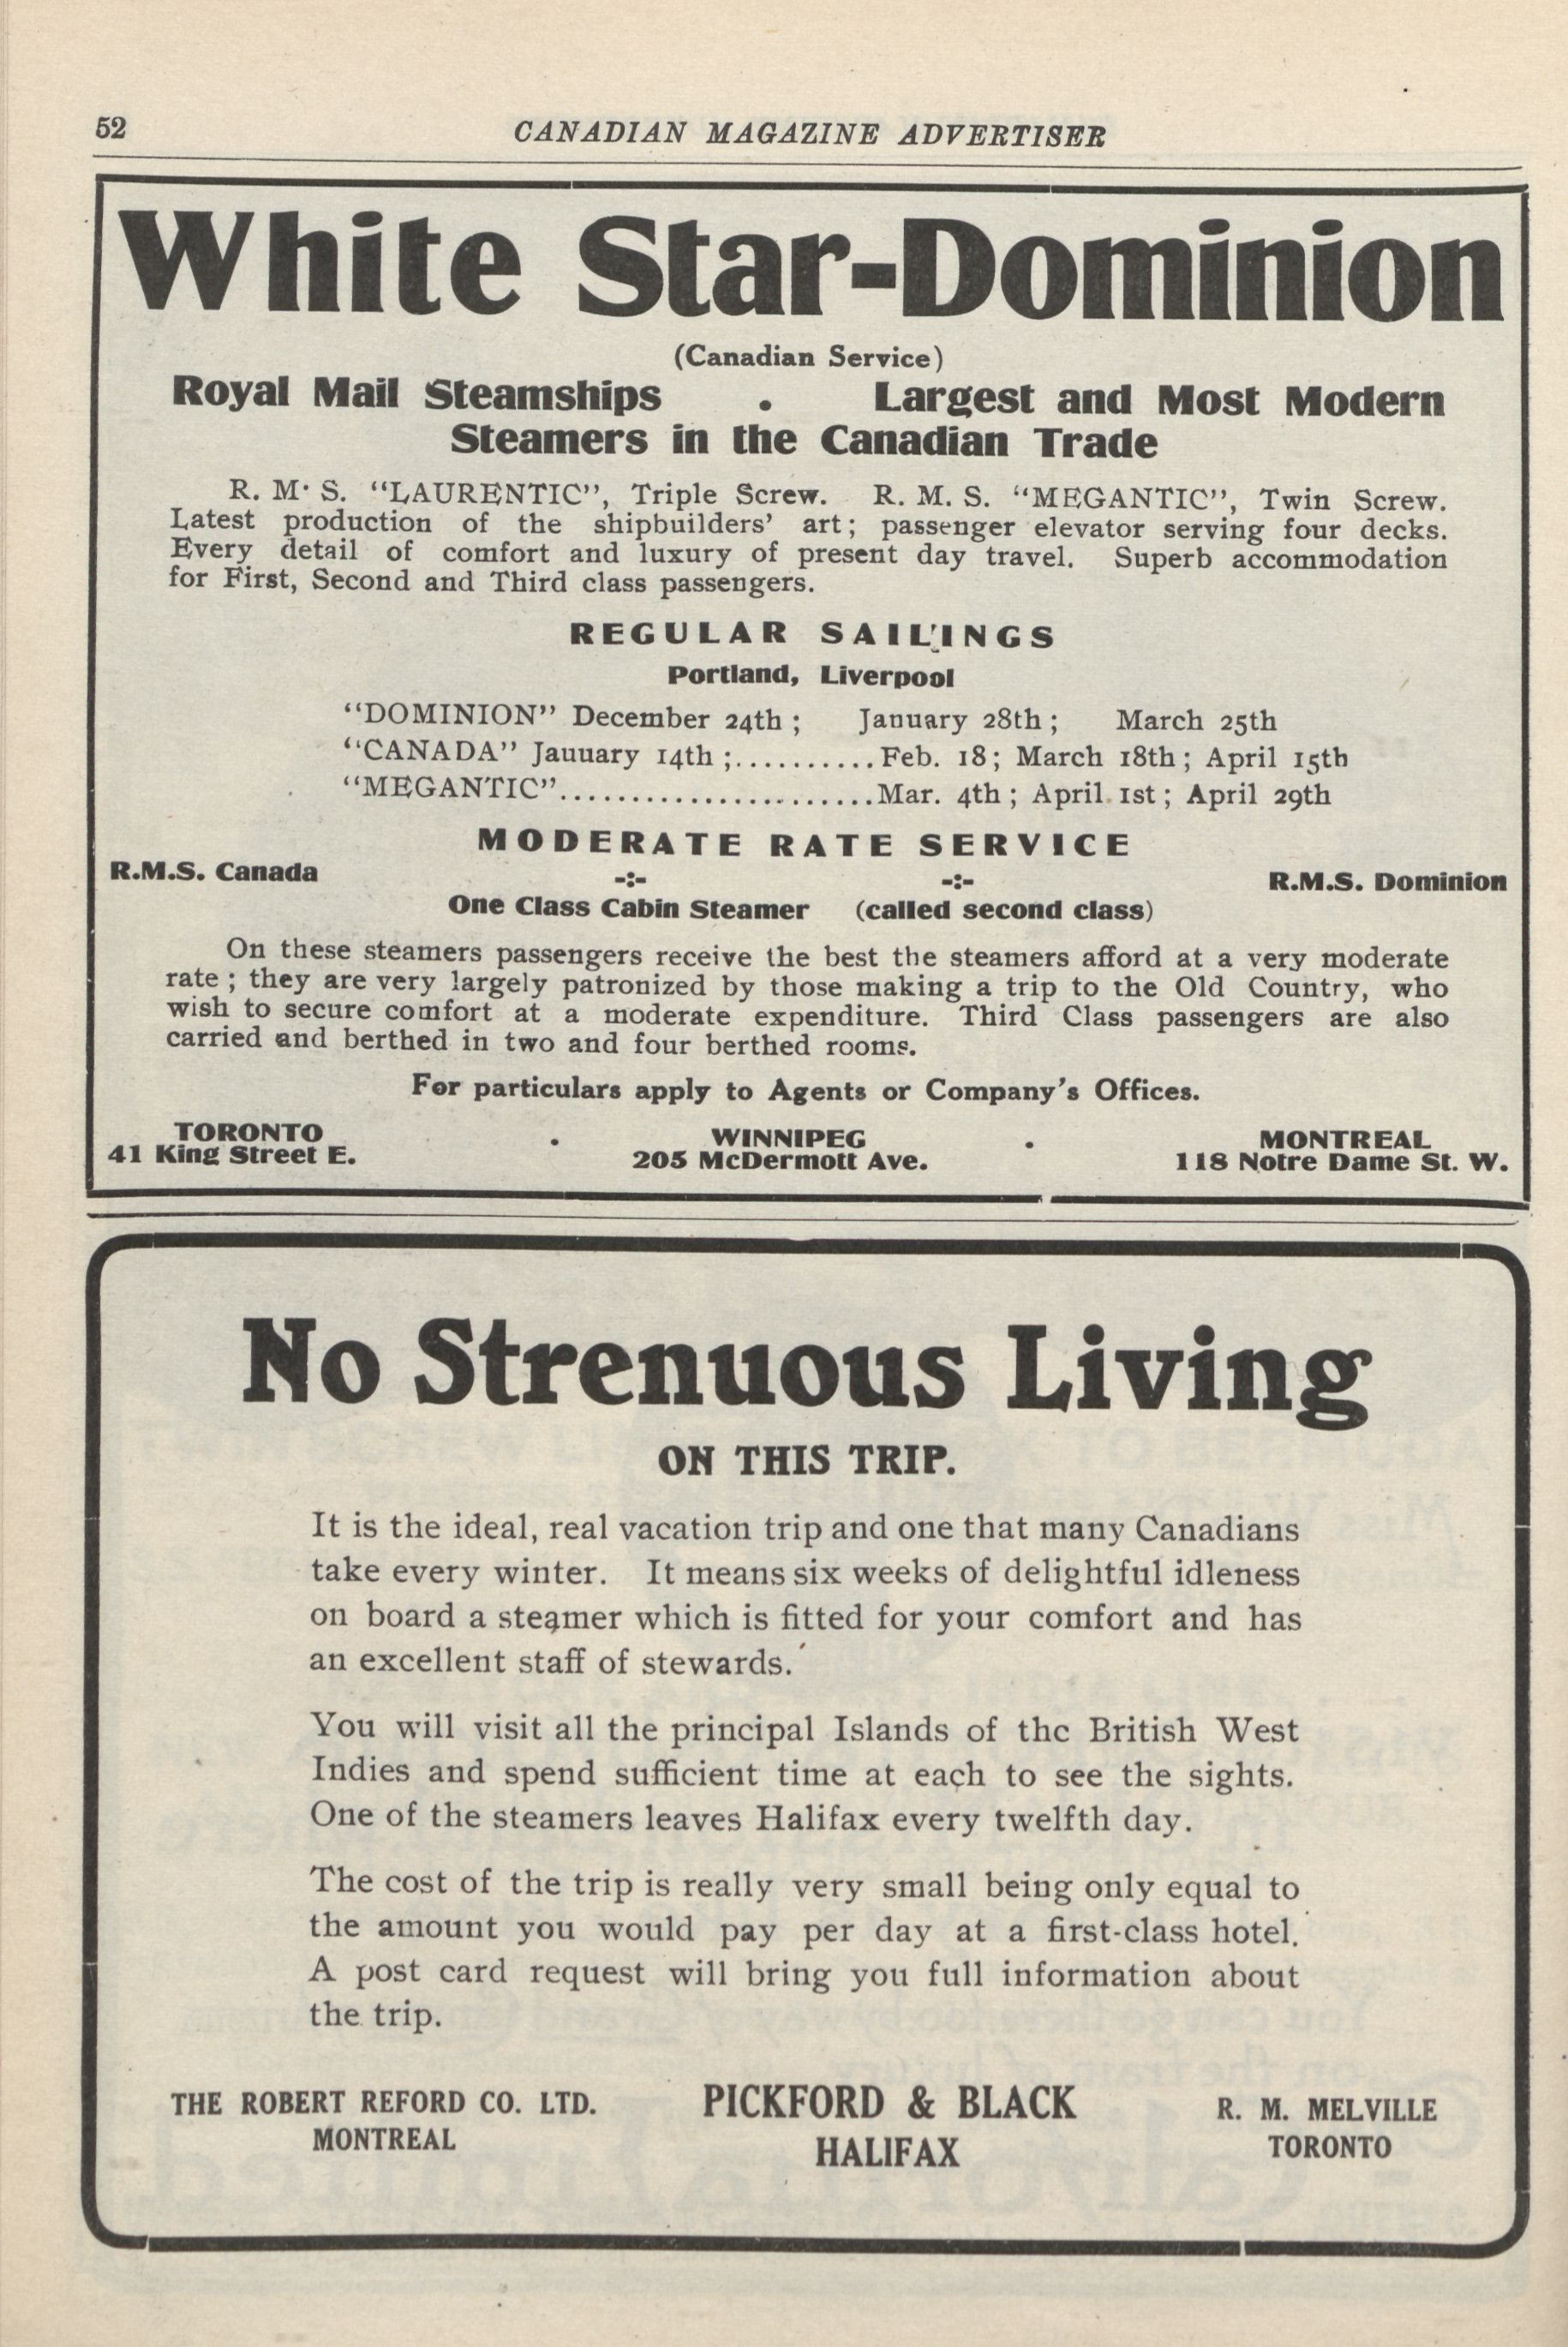 52
CANADIAN MAGAZINE ADVERTISER
White Star-Dominion
(Canadian Service)
Royal Mail Steamships . Largest and Most Modern
Steamers in the Canadian Trade
R. M. S. “LAURENTIC”, Triple Screw. R. M. S. “MEGANTIC”, Twin Screw.
Latest production of the shipbuilders’ art; passenger elevator serving four decks.
Every detail of comfort and luxury of present day travel. Superb accommodation
for First, Second and Third class passengers.
REGULAR SAILINGS
Portland, Liverpool
“DOMINION” December 24th; January 28th; March 25th
“CANADA” Jauuary 14th;..........Feb. 18; March 18th; April 15th
“MEGANTIC”......................Mar. 4th; April 1st; April 29th
MODERATE RATE SERVICE
R.M.S. Canada -:- -:- R.M.S. Dominion
One Class Cabin Steamer (called second class)
On these steamers passengers receive the best the steamers afford at a very moderate
rate; they are very largely patronized by those making a trip to the Old Country, who
wish to secure comfort at a moderate expenditure. Third Class passengers are also
carried and berthed in two and four berthed rooms.
For particulars apply to Agents or Company’s Offices.
TORONTO . WINNIPEG . MONTREAL
41 King Street E. 205 McDermott Ave. 118 Notre Dame St. W.
No Strenuous Living
ON THIS TRIP.
It is the ideal, real vacation trip and one that many Canadians
take every winter. It means six weeks of delightful idleness
on board a steamer which is fitted for your comfort and has
an excellent staff of stewards.
You will visit all the principal Islands of the British West
Indies and spend sufficient time at each to see the sights.
One of the steamers leaves Halifax every twelfth day.
The cost of the trip is really very small being only equal to
the amount you would pay per day at a first-class hotel.
A post card request will bring you full information about
the trip.
THE ROBERT REFORD CO. LTD. PICKFORD & BLACK R. M. MELVILLE
MONTREAL HALIFAX TORONTO